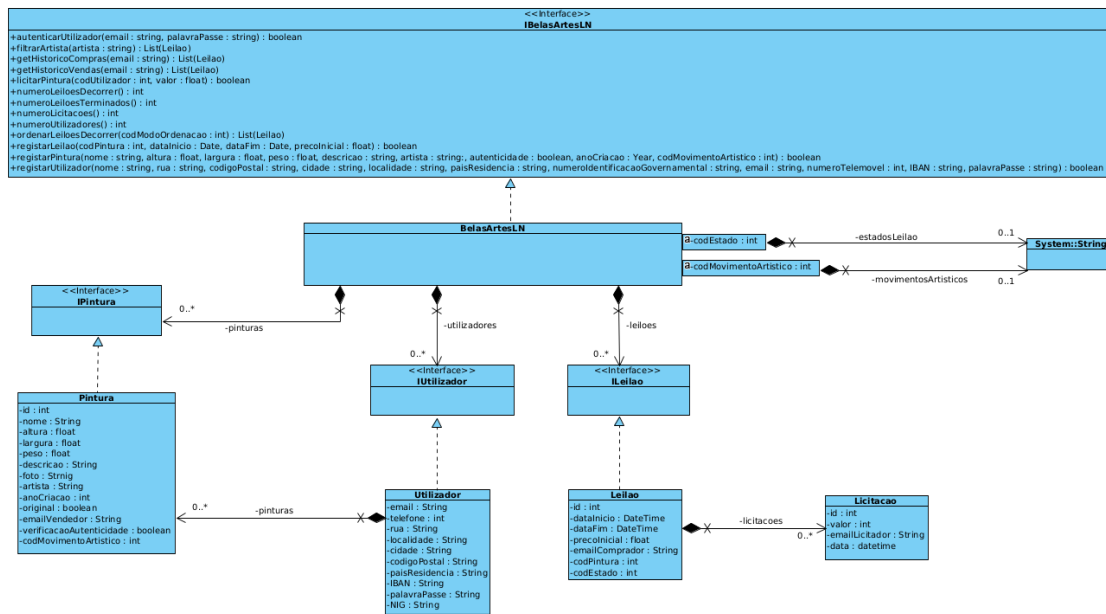 <<Interface>>
IBelasArtesLN
+autenticarUtilizador(email : string, palavraPasse : string) : boolean
+filtrarArtista(artista : string) : List(Leilao)
+getHistoricoCompras(email : string) : List(Leilao)
+getHistoricoVendas(email : string) : List(Leilao)
+licitarPintura(codUtilizador : int, valor : float) : boolean
+numeroLeiloesDecorrer() : int
+numeroLeiloesTerminados() : int
+numeroLicitacoes() : int
+numeroUtilizadores() : int
+ordenarLeiloesDecorrer(codModoOrdenacao : int) : List(Leilao)
+registarLeilao(codPintura : int, dataInicio : Date, dataFim : Date, precoInicial : float) : boolean
+registarPintura(nome : string, altura : float, largura : float, peso : float, descricao : string, artista : string:, autenticidade : boolean, anoCriacao : Year, codMovimentoArtistico : int) : boolean
+registarUtilizador(nome : string, rua : string, codigoPostal : string, cidade : string, localidade : string, paisResidencia : string, numeroIdentificacaoGovernamental : string, email : string, numeroTelemovel : int, IBAN : string, palavraPasse : string) : boolean
BelasArtesLN
a-codEstado : int
-estadosLeilao
0..1
System::String
a-codMovimentoArtistico : int
-movimentosArtisticos
0..1
<<Interface>>
IPintura
0..*
-pinturas
-utilizadores
0..*
-leiloes
0..*
<<Interface>>
IUtilizador
<<Interface>>
ILeilao
Pintura
-id : int
-nome : String
-altura : float
-largura : float
-peso : float
-descricao : String
-foto : Strnig
-artista : String
-anoCriacao : int
-original : boolean
-emailVendedor : String
-verificacaoAutenticidade : boolean
-codMovimentoArtistico : int
0..*
-pinturas
Utilizador
-email : String
-telefone : int
-rua : String
-localidade : String
-cidade : String
-codigoPostal : String
-paisResidencia : String
-IBAN : String
-palavraPasse : String
-NIG : String
Leilao
-id : int
-dataInicio : DateTime
-dataFim : DateTime
-precoInicial : float
-emailComprador : String
-codPintura : int
-codEstado : int
-licitacoes
0..*
Licitacao
-id : int
-valor : int
-emailLicitador : String
-data : datetime